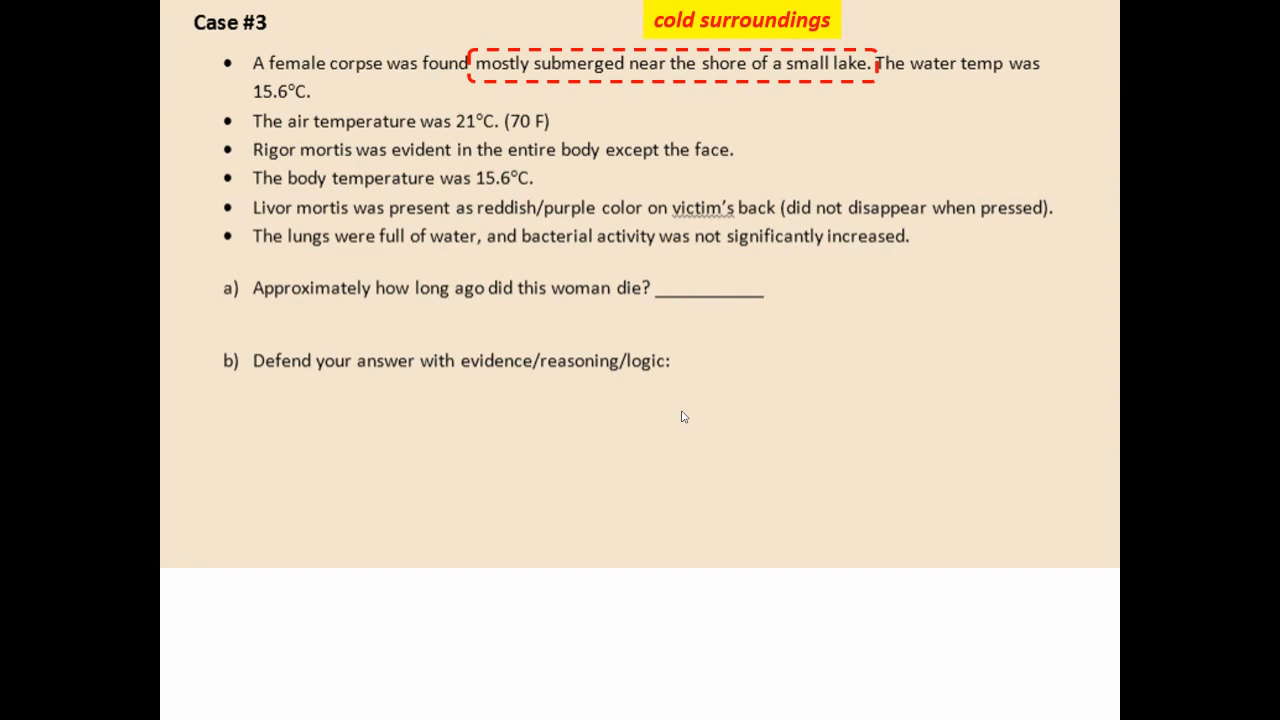 Case #3
cold surroundings
• A female corpse was found mostly submerged near the shore of a small lake. The water temp was
15.6°C.
• The air temperature was 21°C. (70 F)
• Rigor mortis was evident in the entire body except the face.
• The body temperature was 15.6°C.
• Livor mortis was present as reddish/purple color on victim's back (did not disappear when pressed).
• The lungs were full of water, and bacterial activity was not significantly increased.
a) Approximately how long ago did this woman die? ___________
b) Defend your answer with evidence/reasoning/logic: